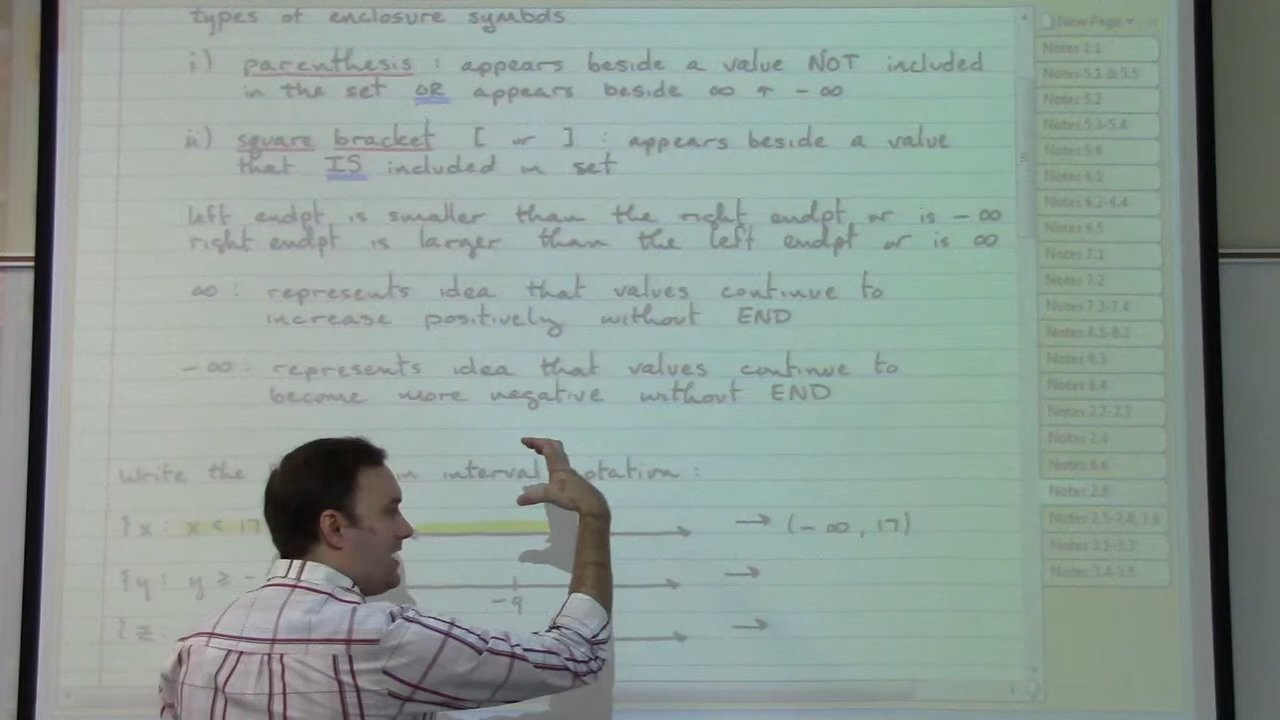 types of enclosure symbols
i) parenthesis : appears beside a value NOT included
in the set OR appears beside ∞ + -∞
ii) square bracket [ or ] : appears beside a value
that IS included in set
left endpt is smaller than the right endpt or is -∞
right endpt is larger than the left endpt or is ∞
∞ : represents idea that values continue to
increase positively without END
-∞ : represents idea that values continue to
become more negative without END
Write the in interval notation :
{x : x < 17 → (-∞, 17)
{y : y ≥ - -9 →
{z : →
New Page
Notes 2.1
Notes 5.1 & 5.5
Notes 5.2
Notes 5.3-5.4
Notes 5.6
Notes 6.1
Notes 6.2-6.4
Notes 6.5
Notes 7.1
Notes 7.2
Notes 7.3-7.4
Notes 8.1-8.2
Notes 8.3
Notes 8.4
Notes 2.2-2.3
Notes 2.4
Notes 6.6
Notes 2.9
Notes 2.5-2.8, 3.6
Notes 3.4-3.5